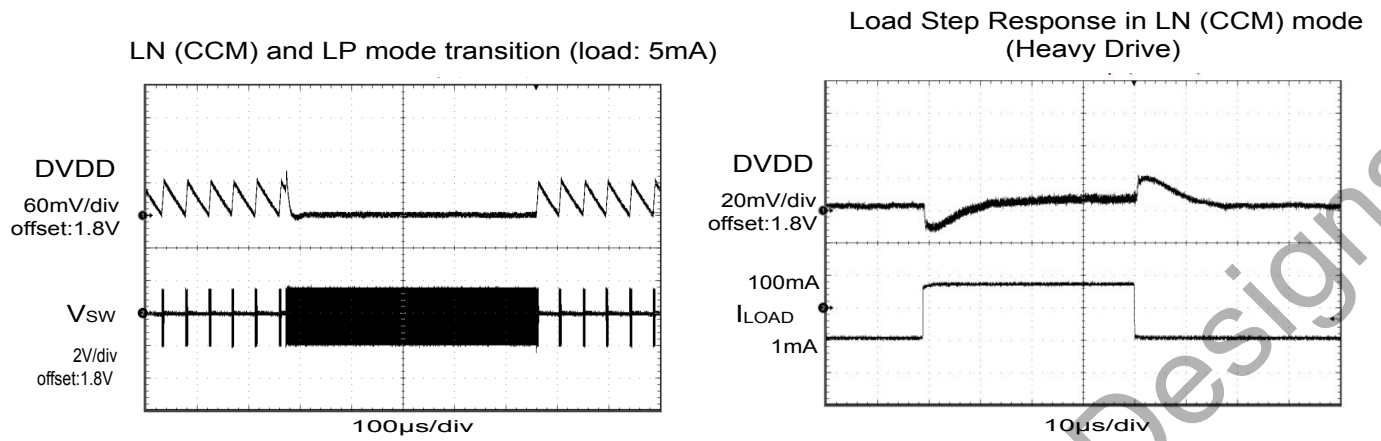 LN (CCM) and LP mode transition (load: 5mA)
DVDD
60mV/div
offset:1.8V
VSW
2V/div
offset:1.8V
100µs/div
Load Step Response in LN (CCM) mode
(Heavy Drive)
DVDD
20mV/div
offset:1.8V
100mA
ILOAD
1mA
10µs/div
Designs